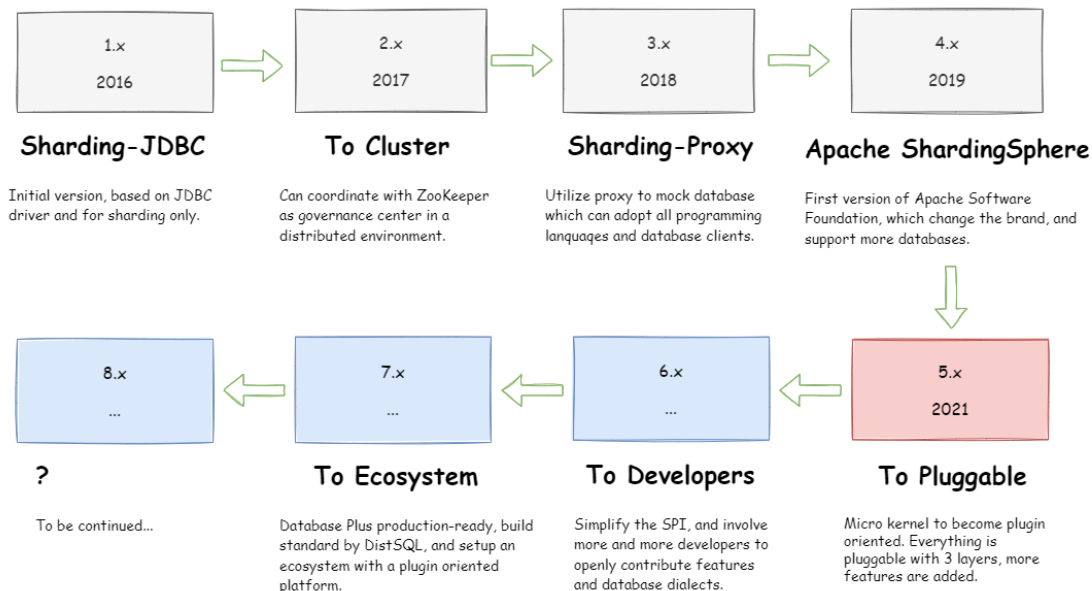 1.x
2016
Sharding-JDBC
Initial version, based on JDBC
driver and for sharding only.
2.x
2017
To Cluster
Can coordinate with ZooKeeper
as governance center in a
distributed environment.
3.x
2018
Sharding-Proxy
Utilize proxy to mock database
which can adopt all programming
languages and database clients.
4.x
2019
Apache ShardingSphere
First version of Apache Software
Foundation, which change the brand, and
support more databases.
5.x
2021
To Pluggable
Micro kernel to become plugin
oriented. Everything is
pluggable with 3 layers, more
features are added.
6.x
...
To Developers
Simplify the SPI, and involve
more and more developers to
openly contribute features
and database dialects.
7.x
...
To Ecosystem
Database Plus production-ready, build
standard by DistSQL, and setup an
ecosystem with a plugin oriented
platform.
8.x
...
?
To be continued...